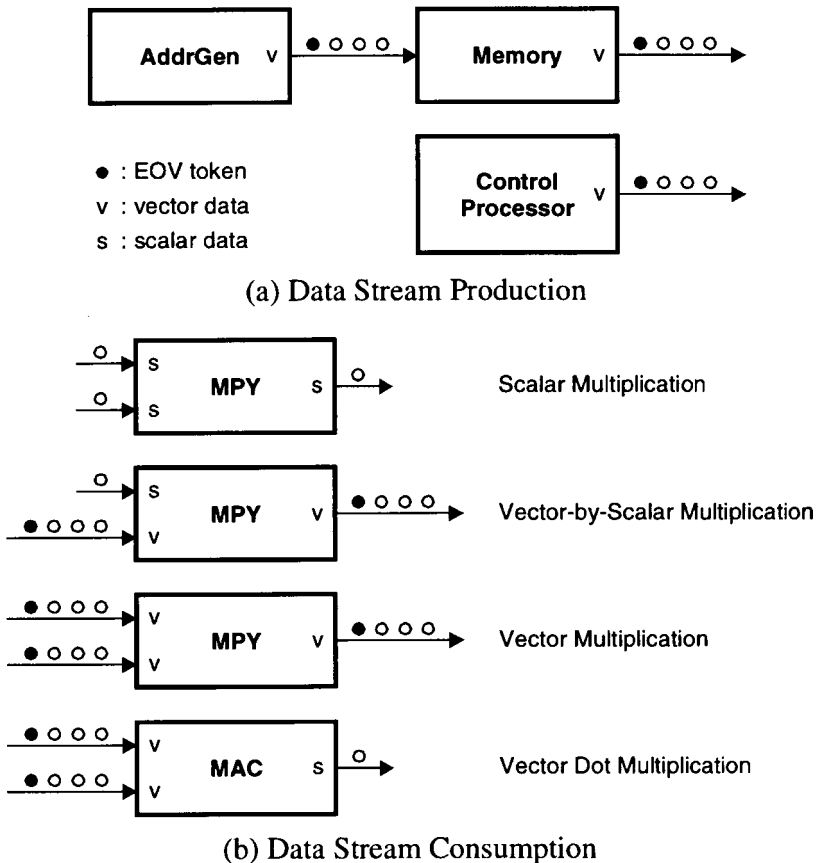 AddrGen v
Memory v
Control
Processor v
● : EOV token
v : vector data
s : scalar data
(a) Data Stream Production
s
s
MPY s
Scalar Multiplication
s
v
MPY v
Vector-by-Scalar Multiplication
v
v
MPY v
Vector Multiplication
v
v
MAC s
Vector Dot Multiplication
(b) Data Stream Consumption